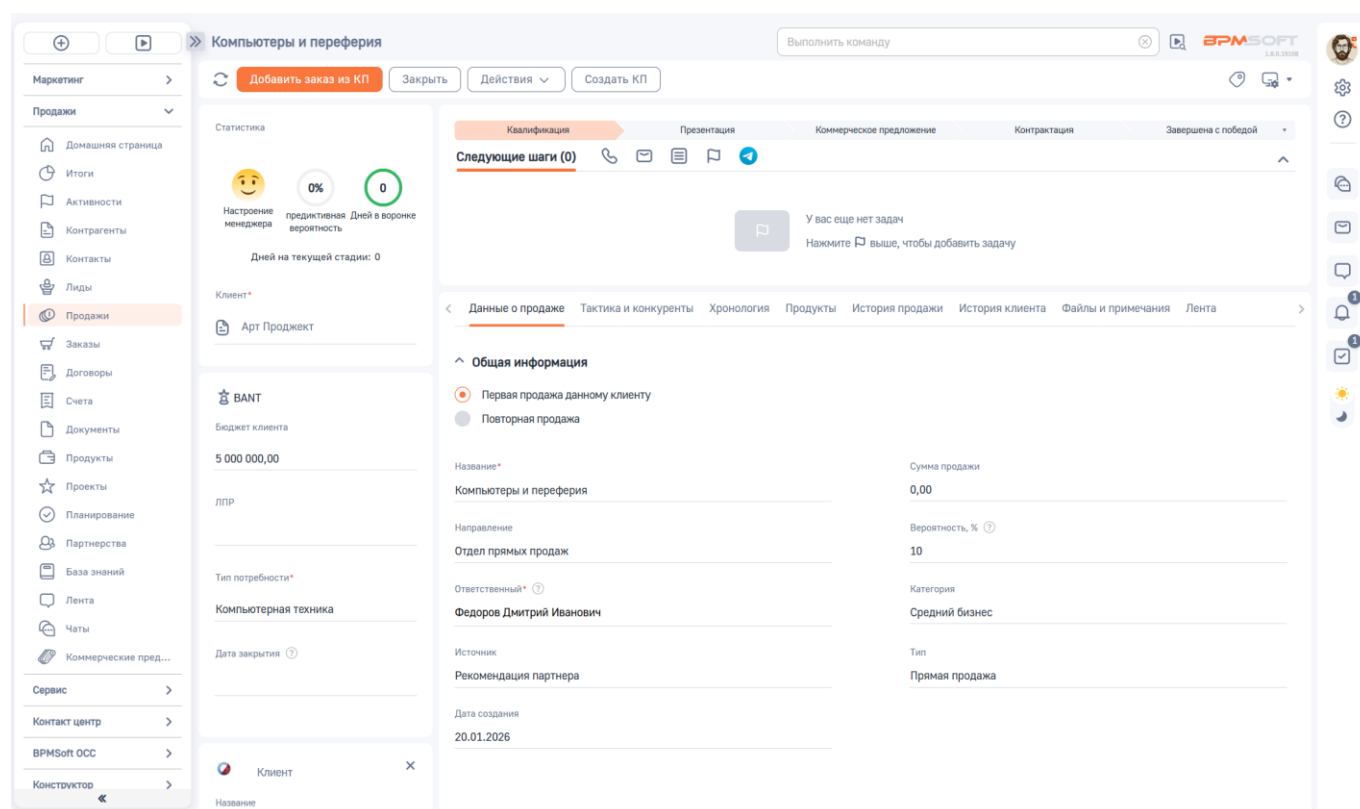 Компьютеры и переферия
Выполнить команду
BPMSOFT
1.8.0.19108
Добавить заказ из КП
Закрыть
Действия
Создать КП
Маркетинг
Продажи
Домашняя страница
Итоги
Активности
Контрагенты
Контакты
Лиды
Продажи
Заказы
Договоры
Счета
Документы
Продукты
Проекты
Планирование
Партнерства
База знаний
Лента
Чаты
Коммерческие пред...
Сервис
Контакт центр
BPMSoft ОСС
Конструктор
Статистика
0%
0
Настроение менеджера
предиктивная вероятность
Дней в воронке
Дней на текущей стадии: 0
Клиент*
Арт Проджект
BANT
Бюджет клиента
5 000 000,00
ЛПР
Тип потребности*
Компьютерная техника
Дата закрытия
Клиент
Название
Квалификация
Презентация
Коммерческое предложение
Контрактация
Завершена с победой
Следующие шаги (0)
У вас еще нет задач
Нажмите выше, чтобы добавить задачу
Данные о продаже
Тактика и конкуренты
Хронология
Продукты
История продажи
История клиента
Файлы и примечания
Лента
Общая информация
Первая продажа данному клиенту
Повторная продажа
Название*
Компьютеры и переферия
Сумма продажи
0,00
Направление
Отдел прямых продаж
Вероятность, %
10
Ответственный*
Федоров Дмитрий Иванович
Категория
Средний бизнес
Источник
Рекомендация партнера
Тип
Прямая продажа
Дата создания
20.01.2026
1
1